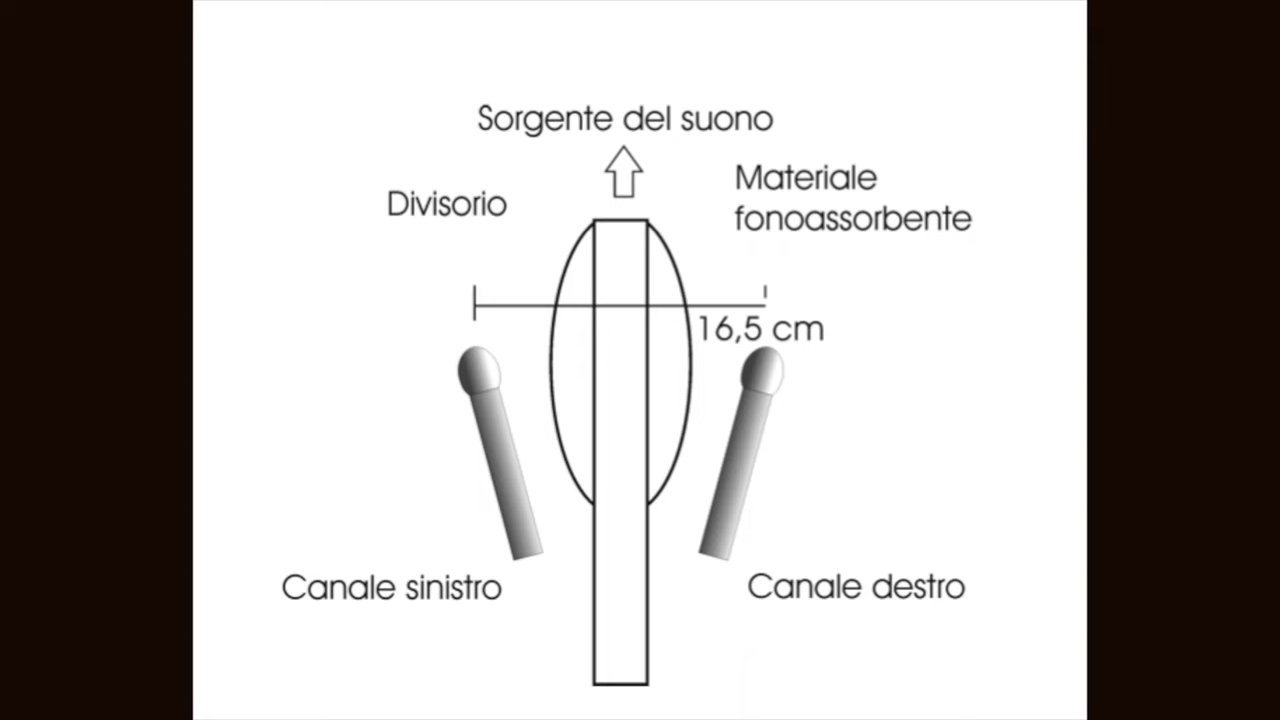 Sorgente del suono
Divisorio
Materiale
fonoassorbente
16,5 cm
Canale sinistro
Canale destro